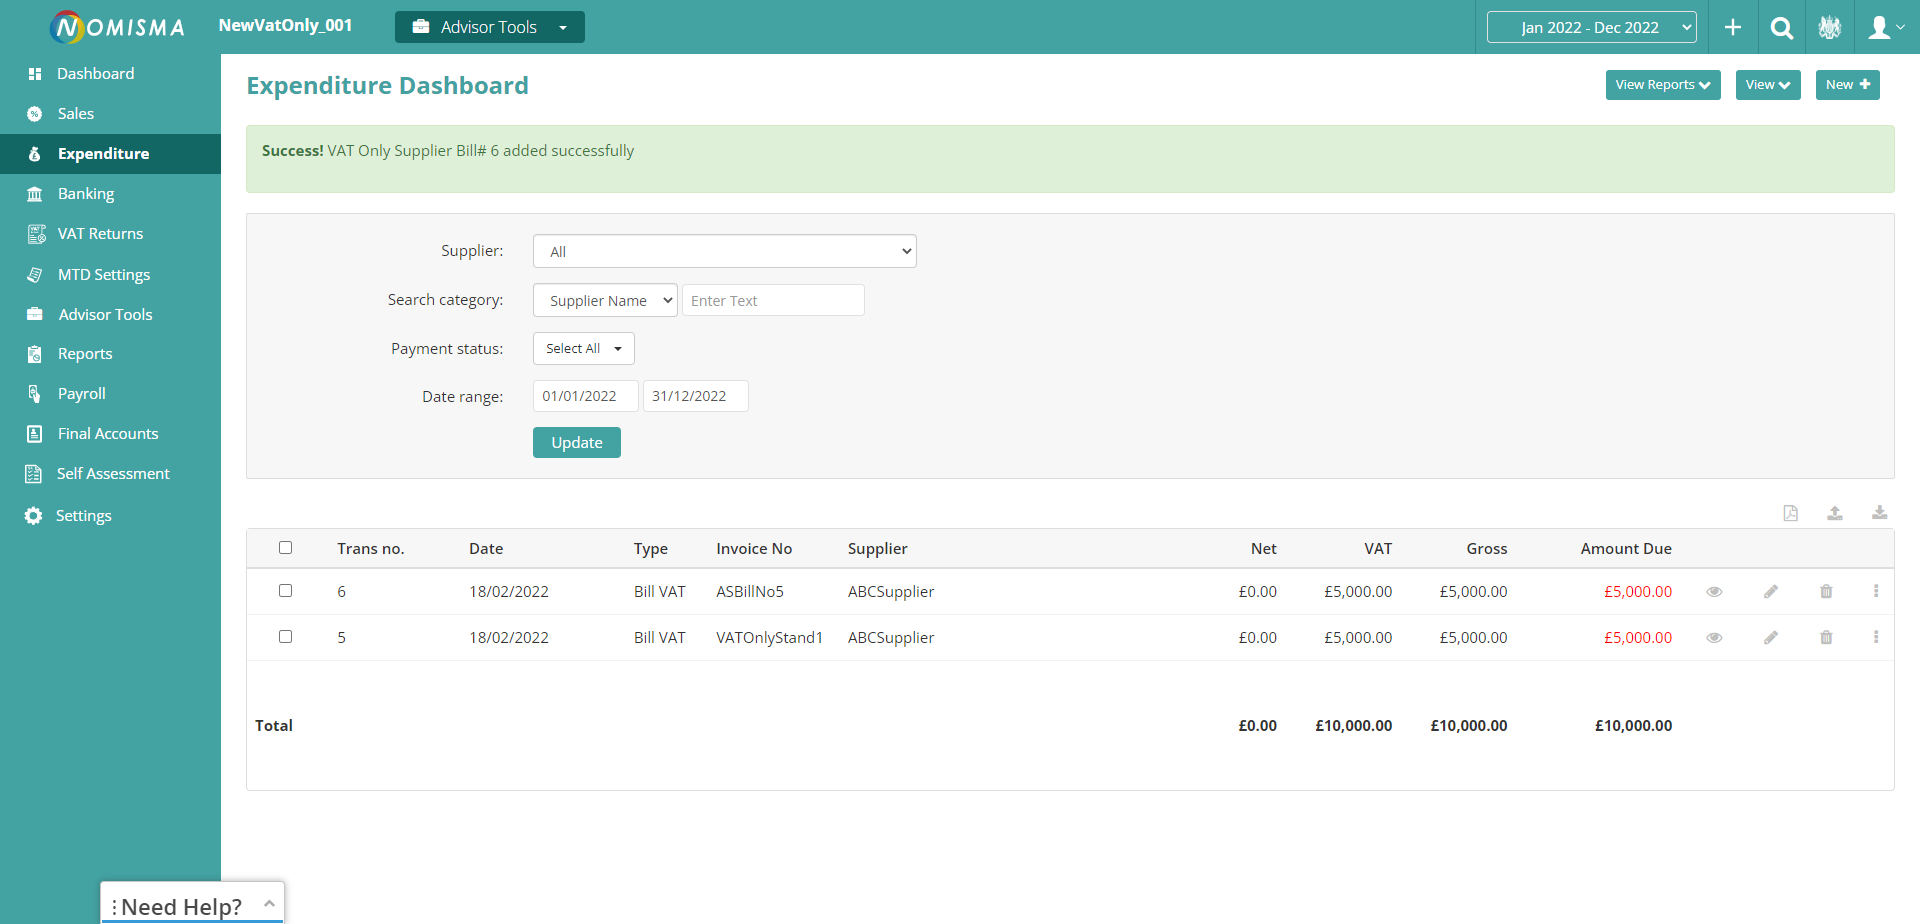 NOMISMA
NewVatOnly_001
Advisor Tools
Jan 2022 - Dec 2022
Dashboard
Sales
Expenditure
Banking
VAT Returns
MTD Settings
Advisor Tools
Reports
Payroll
Final Accounts
Self Assessment
Settings
Expenditure Dashboard
View Reports
View
New
Success! VAT Only Supplier Bill# 6 added successfully
Supplier: All
Search category: Supplier Name Enter Text
Payment status: Select All
Date range: 01/01/2022 31/12/2022
Update
Trans no. Date Type Invoice No Supplier Net VAT Gross Amount Due
6 18/02/2022 Bill VAT ASBillNo5 ABCSupplier £0.00 £5,000.00 £5,000.00 £5,000.00
5 18/02/2022 Bill VAT VATOnlyStand1 ABCSupplier £0.00 £5,000.00 £5,000.00 £5,000.00
Total £0.00 £10,000.00 £10,000.00 £10,000.00
Need Help?